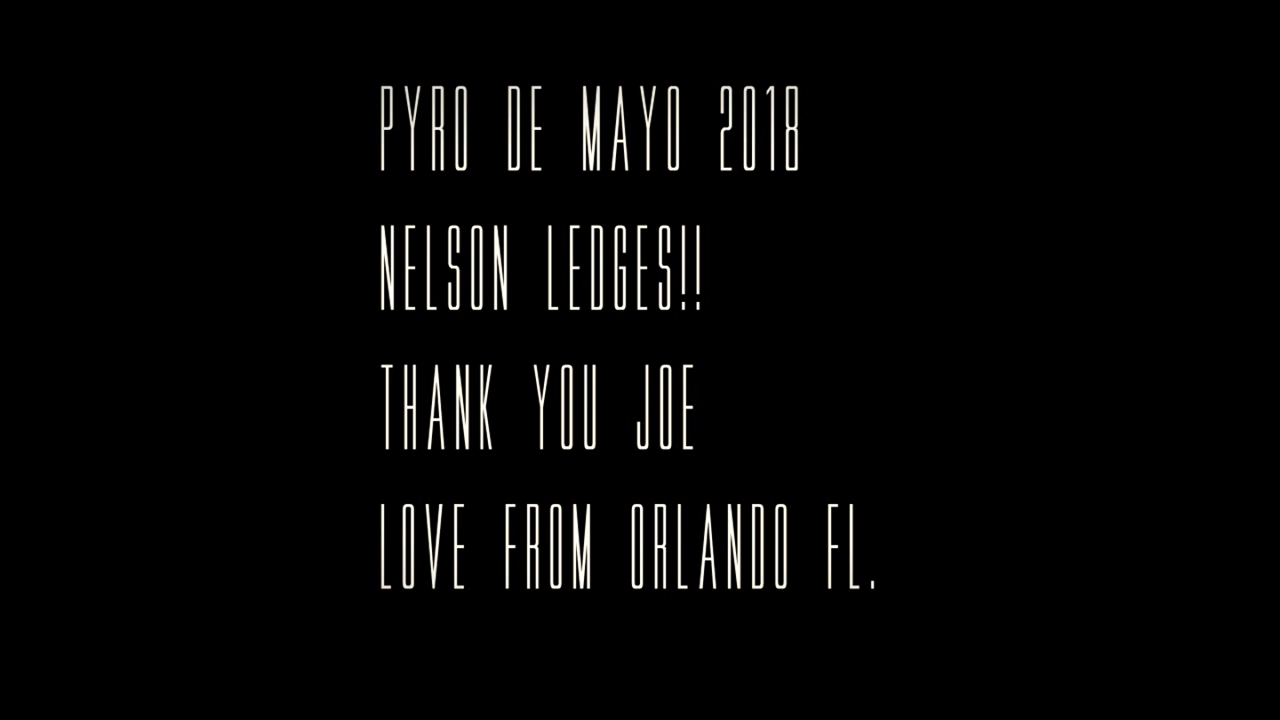 PYRO DE MAYO 2018
NELSON LEDGES!!
THANK YOU JOE
LOVE FROM ORLANDO FL.